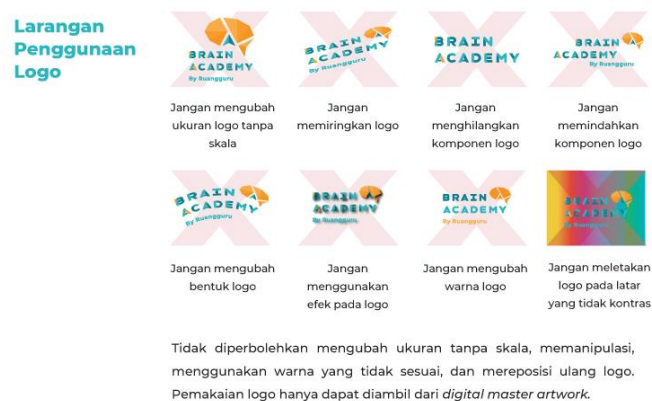 Larangan
Penggunaan
Logo
BRAIN
ACADEMY
By Ruangguru
BRAIN
ACADEMY
By Ruangguru
BRAIN
ACADEMY
BRAIN
ACADEMY
By Ruangguru
Jangan mengubah
ukuran logo tanpa
skala
Jangan
memiringkan logo
Jangan
menghilangkan
komponen logo
Jangan
memindahkan
komponen logo
BRAIN
ACADEMY
By Ruangguru
BRAIN
ACADEMY
By Ruangguru
BRAIN
ACADEMY
By Ruangguru
BRAIN
ACADEMY
By Ruangguru
Jangan mengubah
bentuk logo
Jangan
menggunakan
efek pada logo
Jangan mengubah
warna logo
Jangan meletakan
logo pada latar
yang tidak kontras
Tidak diperbolehkan mengubah ukuran tanpa skala, memanipulasi,
menggunakan warna yang tidak sesuai, dan mereposisi ulang logo.
Pemakaian logo hanya dapat diambil dari digital master artwork.